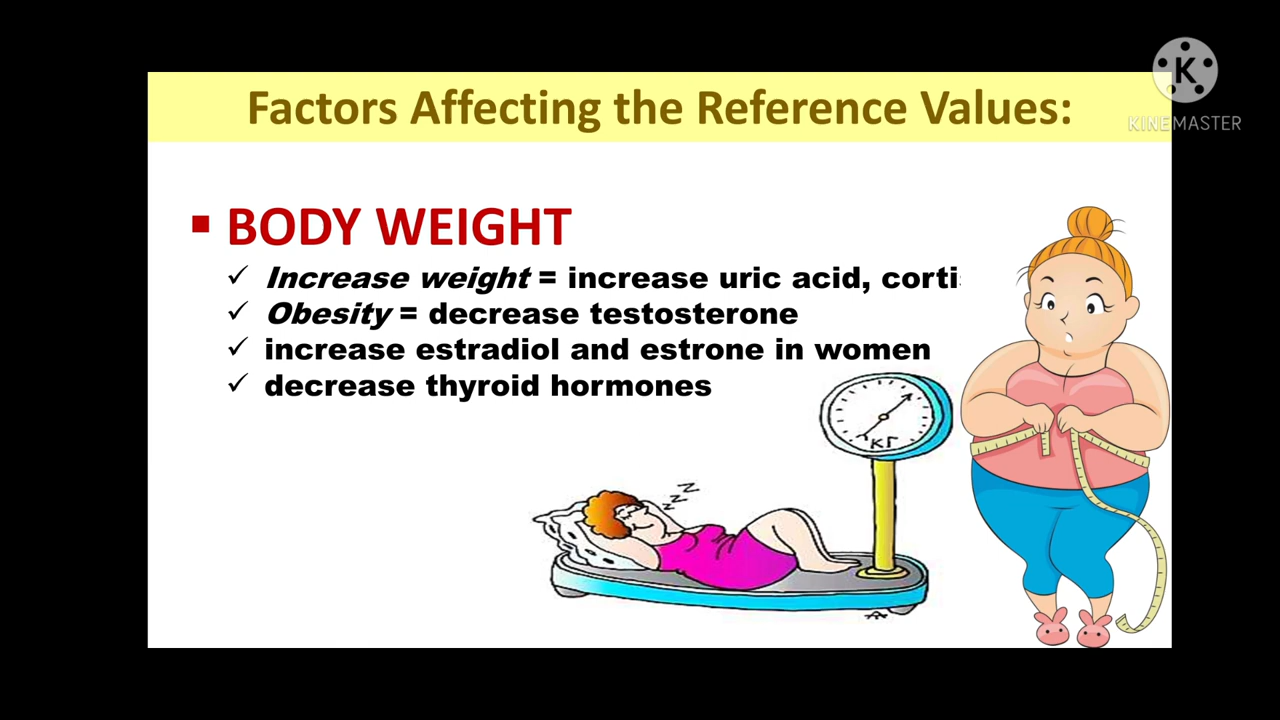 K
KINEMASTER
Factors Affecting the Reference Values:
BODY WEIGHT
Increase weight = increase uric acid,
Obesity = decrease testosterone
increase estradiol and estrone in women
decrease thyroid hormones
КГ
z z z